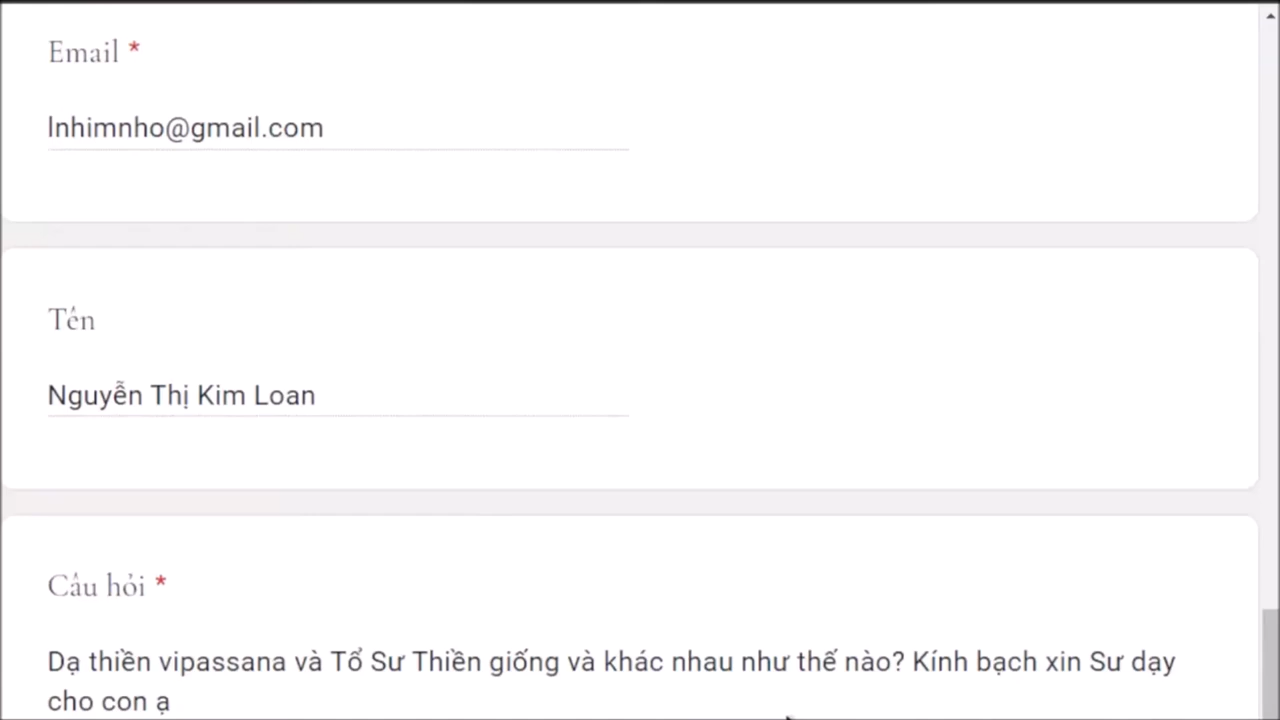 Email *
lnhimnho@gmail.com
Tên
Nguyễn Thị Kim Loan
Câu hỏi *
Dạ thiền vipassana và Tổ Sư Thiền giống và khác nhau như thế nào? Kính bạch xin Sư dạy
cho con ạ